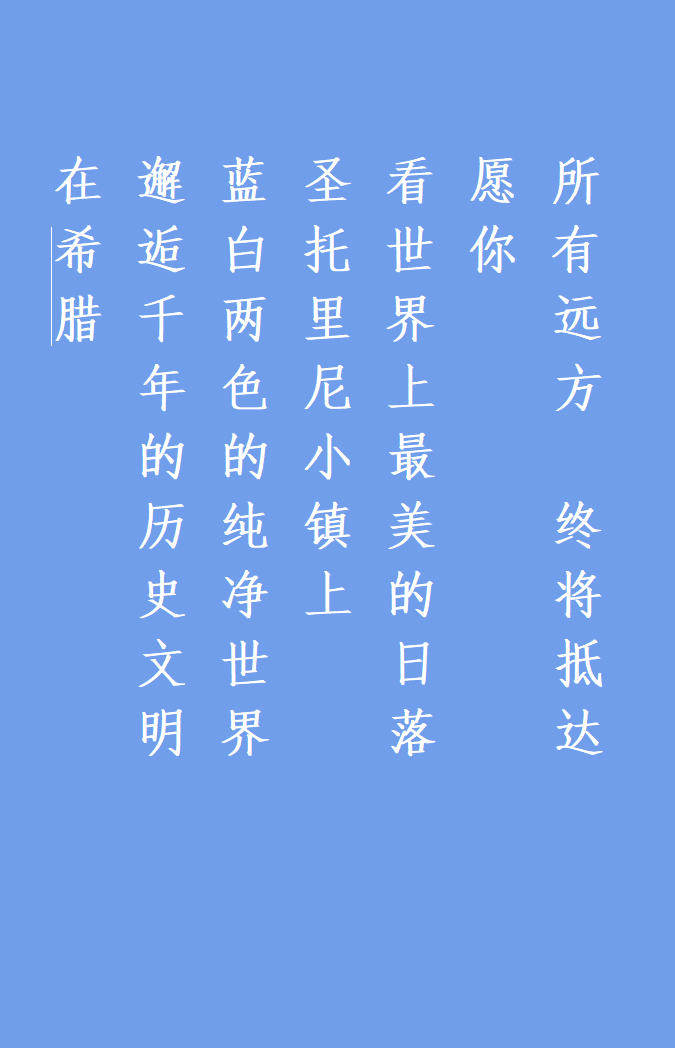 在希腊
邂逅千年的历史文明
蓝白两色的纯净世界
圣托里尼小镇上
看世界上最美的日落
愿你
所有远方 终将抵达